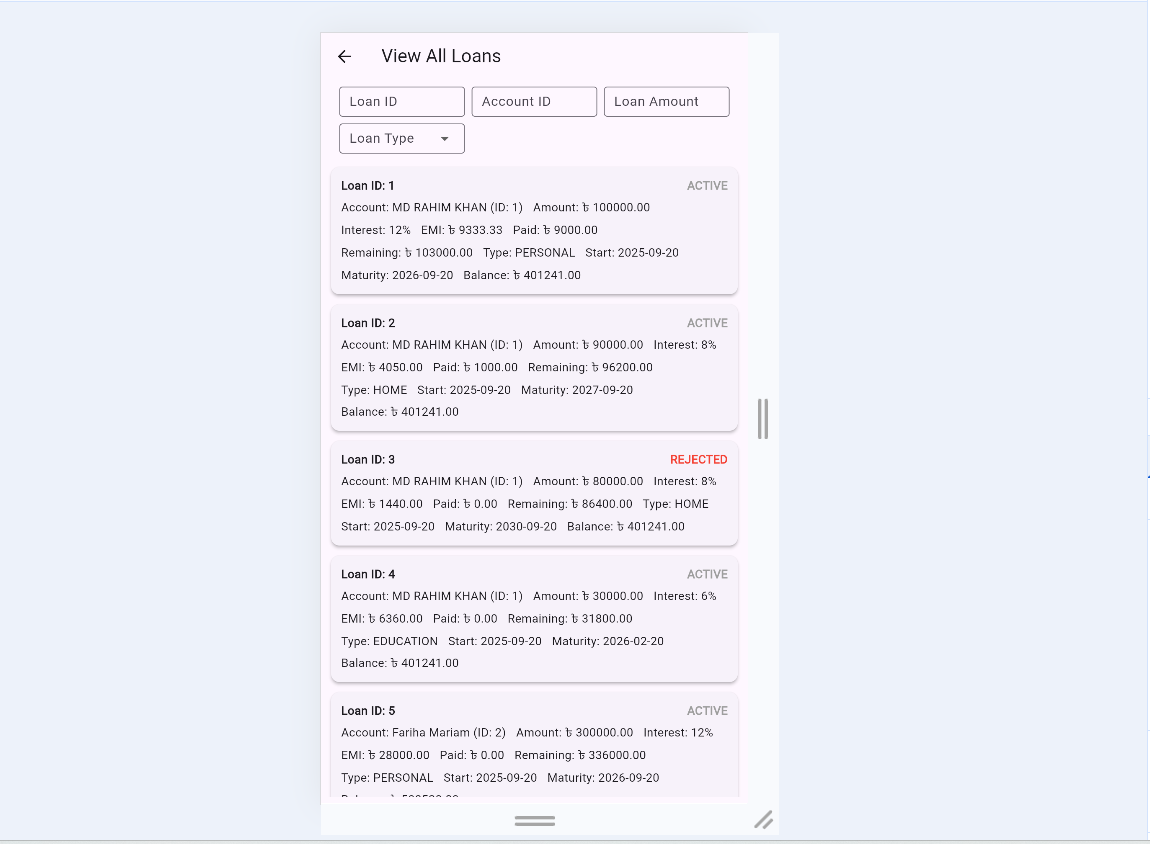 View All Loans
Loan ID Account ID Loan Amount
Loan Type
Loan ID: 1 ACTIVE
Account: MD RAHIM KHAN (ID: 1) Amount: ৳ 100000.00
Interest: 12% EMI: ৳ 9333.33 Paid: ৳ 9000.00
Remaining: ৳ 103000.00 Type: PERSONAL Start: 2025-09-20
Maturity: 2026-09-20 Balance: ৳ 401241.00
Loan ID: 2 ACTIVE
Account: MD RAHIM KHAN (ID: 1) Amount: ৳ 90000.00 Interest: 8%
EMI: ৳ 4050.00 Paid: ৳ 1000.00 Remaining: ৳ 96200.00
Type: HOME Start: 2025-09-20 Maturity: 2027-09-20
Balance: ৳ 401241.00
Loan ID: 3 REJECTED
Account: MD RAHIM KHAN (ID: 1) Amount: ৳ 80000.00 Interest: 8%
EMI: ৳ 1440.00 Paid: ৳ 0.00 Remaining: ৳ 86400.00 Type: HOME
Start: 2025-09-20 Maturity: 2030-09-20 Balance: ৳ 401241.00
Loan ID: 4 ACTIVE
Account: MD RAHIM KHAN (ID: 1) Amount: ৳ 30000.00 Interest: 6%
EMI: ৳ 6360.00 Paid: ৳ 0.00 Remaining: ৳ 31800.00
Type: EDUCATION Start: 2025-09-20 Maturity: 2026-02-20
Balance: ৳ 401241.00
Loan ID: 5 ACTIVE
Account: Fariha Mariam (ID: 2) Amount: ৳ 300000.00 Interest: 12%
EMI: ৳ 28000.00 Paid: ৳ 0.00 Remaining: ৳ 336000.00
Type: PERSONAL Start: 2025-09-20 Maturity: 2026-09-20